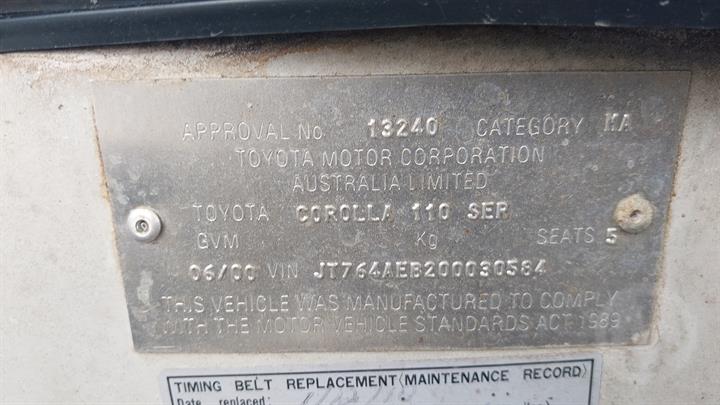 APPROVAL No 13240 CATEGORY MA
TOYOTA MOTOR CORPORATION
AUSTRALIA LIMITED
TOYOTA COROLLA 110 SER
GVM Kg SEATS 5
06/00 VIN JT764AEB200030584
THIS VEHICLE WAS MANUFACTURED TO COMPLY
WITH THE MOTOR VEHICLE STANDARDS ACT 1989
TIMING BELT REPLACEMENT (MAINTENANCE RECORD)
Date replaced: